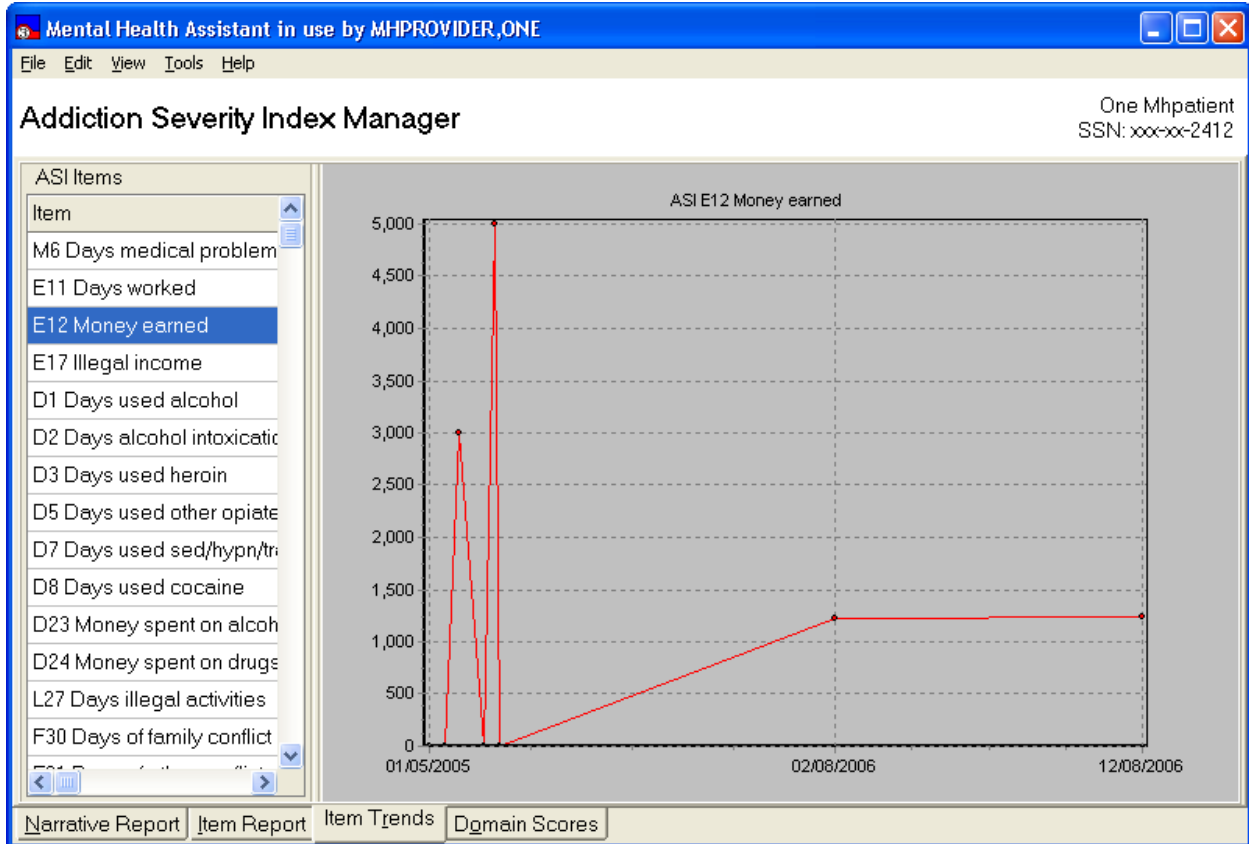 Mental Health Assistant in use by MHPROVIDER,ONE
File Edit View Tools Help
Addiction Severity Index Manager
One Mhpatient
SSN: xxx-xx-2412
ASI Items
Item
M6 Days medical problem
E11 Days worked
E12 Money earned
E17 Illegal income
D1 Days used alcohol
D2 Days alcohol intoxicatio
D3 Days used heroin
D5 Days used other opiate
D7 Days used sed/hypn/tr
D8 Days used cocaine
D23 Money spent on alcoh
D24 Money spent on drugs
L27 Days illegal activities
F30 Days of family conflict
ASI E12 Money earned
5,000
4,500
4,000
3,500
3,000
2,500
2,000
1,500
1,000
500
0
01/05/2005 02/08/2006 12/08/2006
Narrative Report Item Report Item Trends Domain Scores